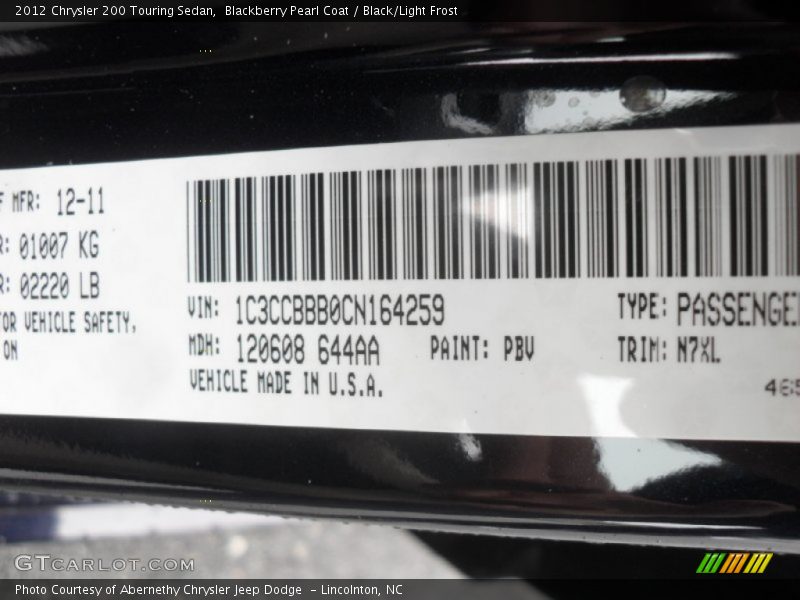 2012 Chrysler 200 Touring Sedan,  Blackberry Pearl Coat / Black/Light Frost
MFR: 12-11
01007 KG
02220 LB
VEHICLE SAFETY,
ON
VIN: 1C3CCBBB0CN164259
MDH: 120608 644AA
PAINT: PBV
VEHICLE MADE IN U.S.A.
TYPE: PASSENGE
TRIM: N7XL
465
GTCARLOT.COM
Photo Courtesy of Abernethy Chrysler Jeep Dodge  – Lincolnton, NC